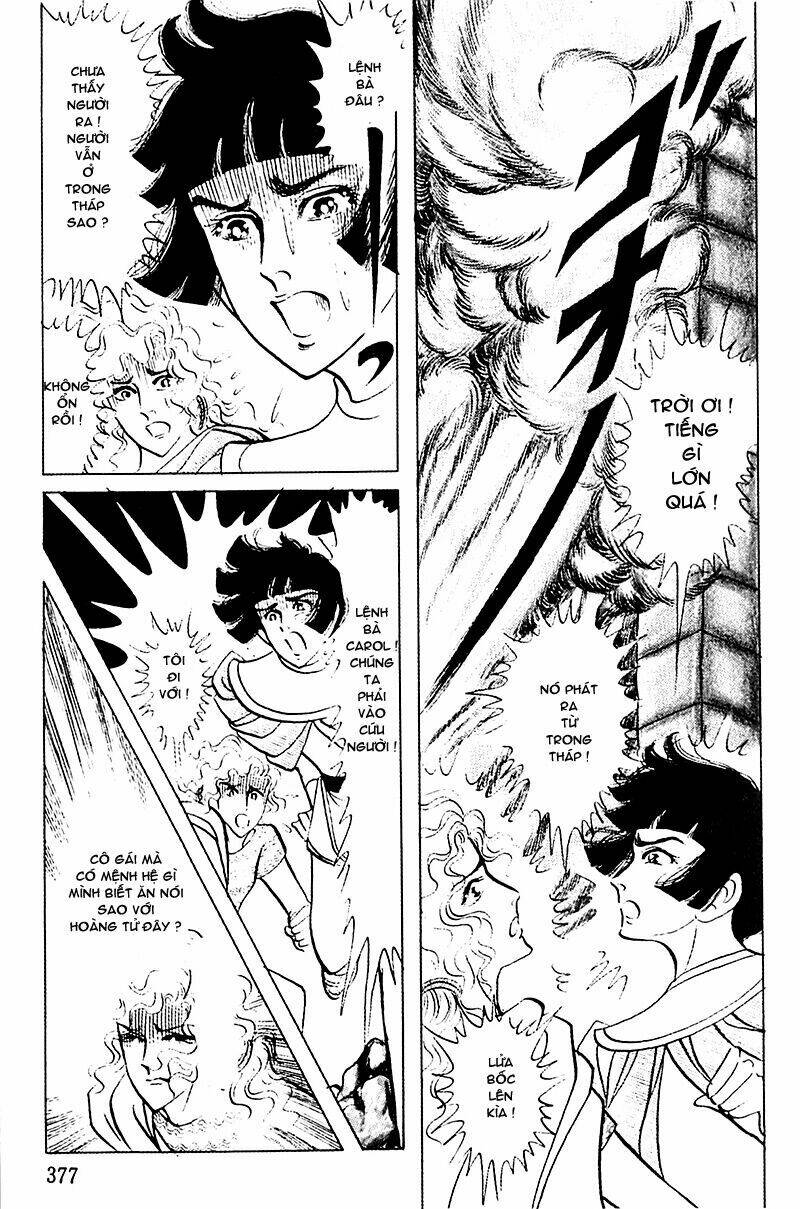 ゴオ
TRỜI ƠI !
TIẾNG
GÌ
LỚN
QUÁ !
NÓ PHÁT
RA
TỪ
TRONG
THÁP !
LỬA
BỐC
LÊN
KÌA !
LỆNH
BÀ
ĐÂU ?
CHƯA
THẤY
NGƯỜI
RA !
NGƯỜI
VẪN
Ở
TRONG
THÁP
SAO ?
KHÔNG
ỔN
RỒI !
LỆNH
BÀ
CAROL !
CHÚNG
TA
PHẢI
VÀO
CỨU
NGƯỜI !
TÔI
ĐI
VỚI !
CÔ GÁI MÀ
CÓ MỆNH HỆ GÌ
MÌNH BIẾT ĂN NÓI
SAO VỚI
HOÀNG TỬ ĐÂY ?
377